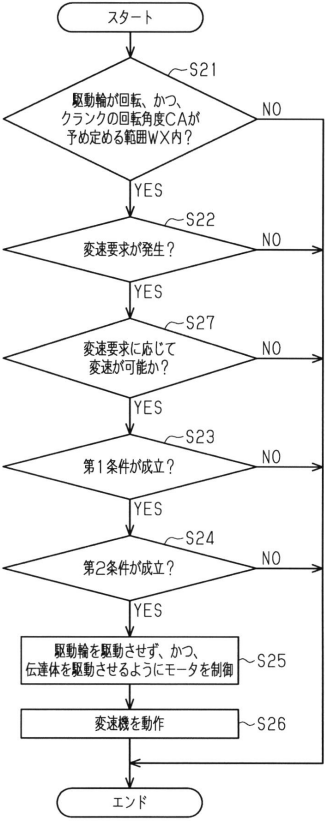 スタート
S21
駆動輪が回転、かつ、
クランクの回転角度CAが
予め定める範囲WX内?
NO
YES
S22
変速要求が発生?
NO
YES
S27
変速要求に応じて
変速が可能か?
NO
YES
S23
第1条件が成立?
NO
YES
S24
第2条件が成立?
NO
YES
駆動輪を駆動させず、かつ、
伝達体を駆動させるようにモータを制御
S25
変速機を動作
S26
エンド